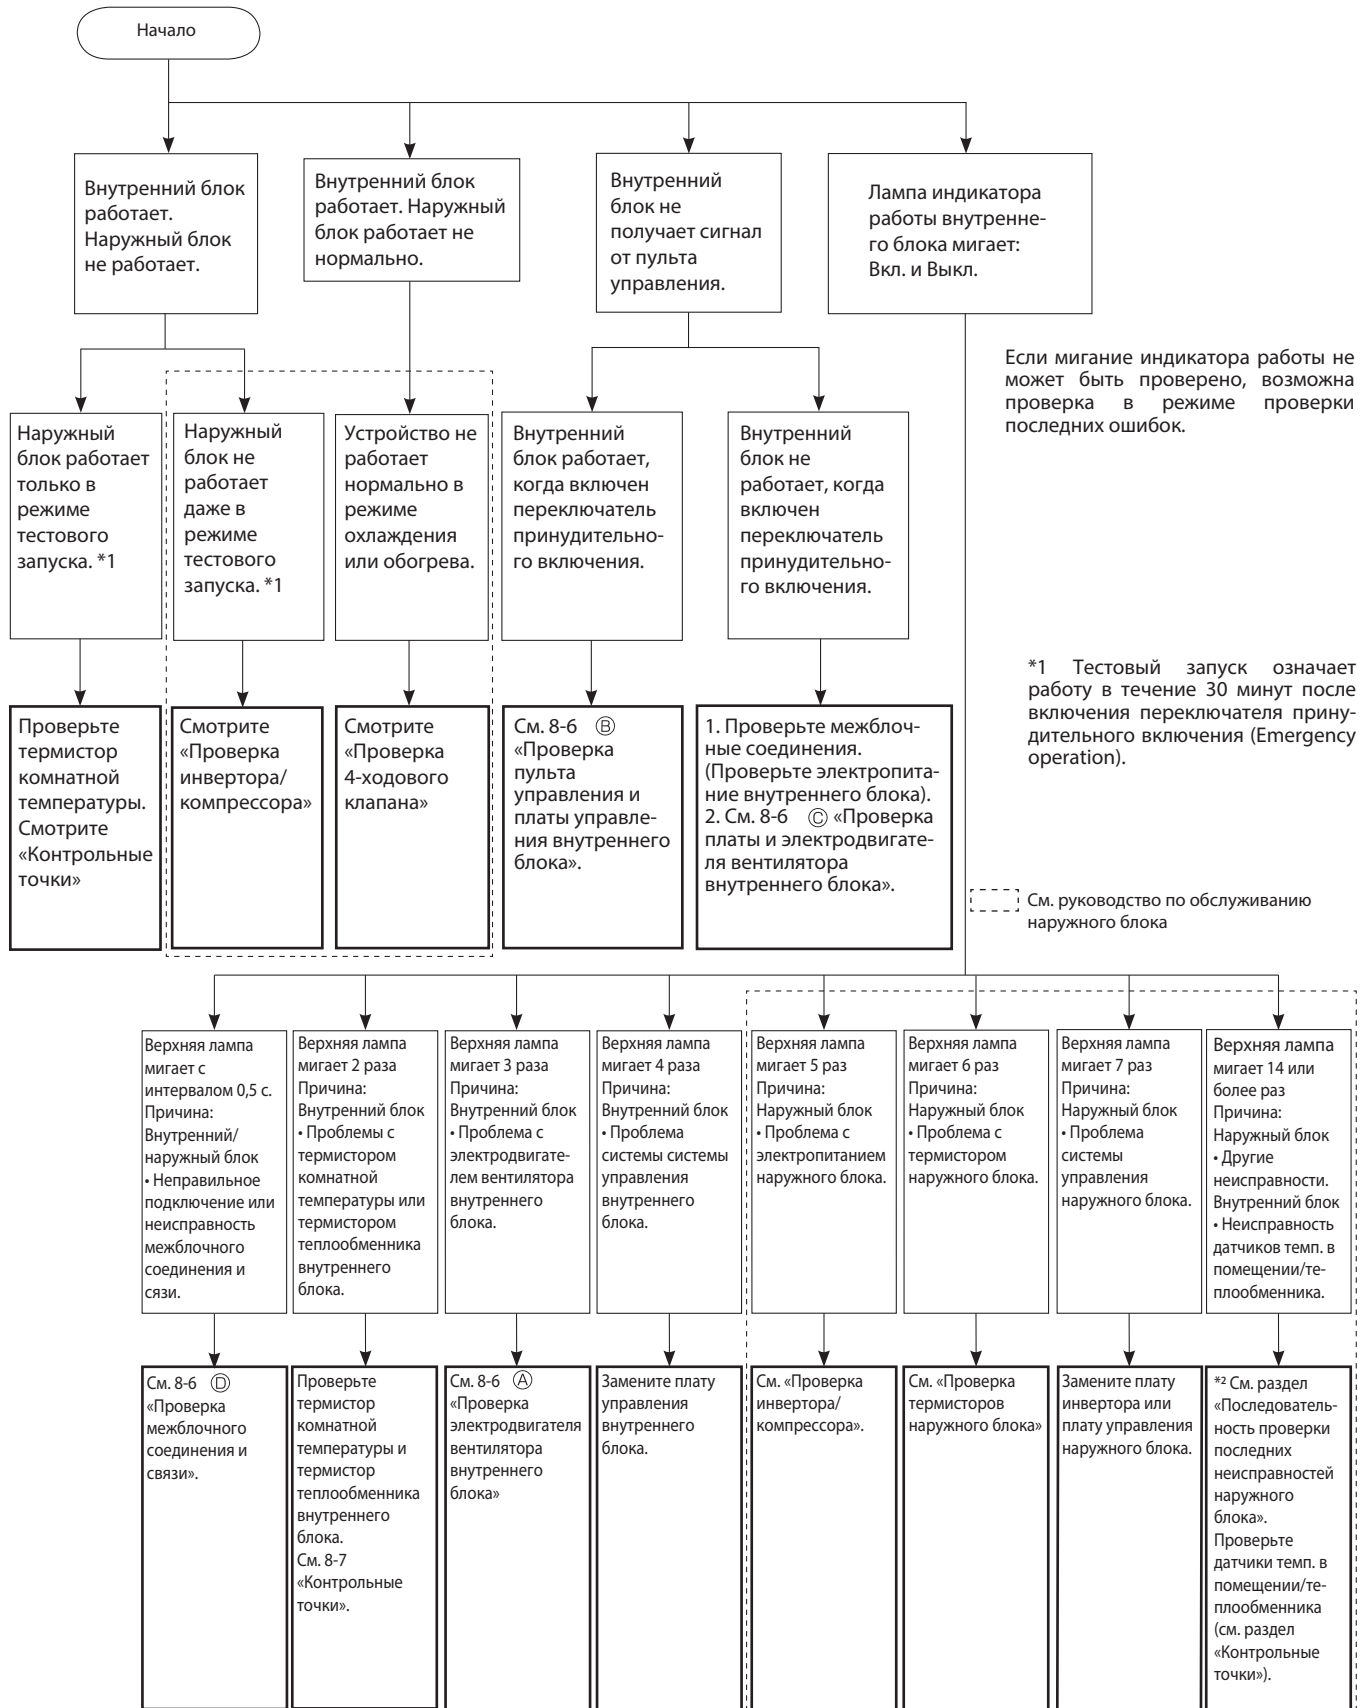 Начало
Внутренний блок
работает.
Наружный блок
не работает.
Внутренний блок
работает. Наружный
блок работает не
нормально.
Внутренний
блок не
получает сигнал
от пульта
управления.
Лампа индикатора
работы внутренне-
го блока мигает:
Вкл. и Выкл.
Если мигание индикатора работы не
может быть проверено, возможна
проверка в режиме проверки
последних ошибок.
Наружный
блок работает
только в
режиме
тестового
запуска. *1
Наружный
блок не
работает
даже в
режиме
тестового
запуска. *1
Устройство не
работает
нормально в
режиме
охлаждения
или обогрева.
Внутренний
блок работает,
когда включен
переключатель
принудительно-
го включения.
Внутренний
блок не
работает, когда
включен
переключатель
принудительно-
го включения.
*1 Тестовый запуск означает
работу в течение 30 минут после
включения переключателя прину-
дительного включения (Emergency
operation).
Проверьте
термистор
комнатной
температуры.
Смотрите
«Контрольные
точки»
Смотрите
«Проверка
инвертора/
компрессора»
Смотрите
«Проверка
4-ходового
клапана»
См. 8-6 Ⓑ
«Проверка
пульта
управления и
платы управле-
ния внутреннего
блока».
1. Проверьте межблоч-
ные соединения.
(Проверьте электропита-
ние внутреннего блока).
2. См. 8-6 Ⓒ «Проверка
платы и электродвигате-
ля вентилятора
внутреннего блока».
См. руководство по обслуживанию
наружного блока
Верхняя лампа
мигает с
интервалом 0,5 с.
Причина:
Внутренний/
наружный блок
• Неправильное
подключение или
неисправность
межблочного
соединения и
сязи.
Верхняя лампа
мигает 2 раза
Причина:
Внутренний блок
• Проблемы с
термистором
комнатной
температуры или
термистором
теплообменника
внутреннего
блока.
Верхняя лампа
мигает 3 раза
Причина:
Внутренний блок
• Проблема с
электродвигате-
лем вентилятора
внутреннего
блока.
Верхняя лампа
мигает 4 раза
Причина:
Внутренний блок
• Проблема
системы системы
управления
внутреннего
блока.
Верхняя лампа
мигает 5 раз
Причина:
Наружный блок
• Проблема с
электропитанием
наружного блока.
Верхняя лампа
мигает 6 раз
Причина:
Наружный блок
• Проблема с
термистором
наружного блока.
Верхняя лампа
мигает 7 раз
Причина:
Наружный блок
• Проблема
системы
управления
наружного блока.
Верхняя лампа
мигает 14 или
более раз
Причина:
Наружный блок
• Другие
неисправности.
Внутренний блок
• Неисправность
датчиков темп. в
помещении/те-
плообменника.
См. 8-6 Ⓓ
«Проверка
межблочного
соединения и
связи».
Проверьте
термистор
комнатной
температуры и
термистор
теплообменника
внутреннего
блока.
См. 8-7
«Контрольные
точки».
См. 8-6 Ⓐ
«Проверка
электродвигателя
вентилятора
внутреннего
блока»
Замените плату
управления
внутреннего
блока.
См. «Проверка
инвертора/
компрессора».
См. «Проверка
термисторов
наружного блока»
Замените плату
инвертора или
плату управления
наружного блока.
*² См. раздел
«Последователь-
ность проверки
последних
неисправностей
наружного
блока».
Проверьте
датчики темп. в
помещении/те-
плообменника
(см. раздел
«Контрольные
точки»).